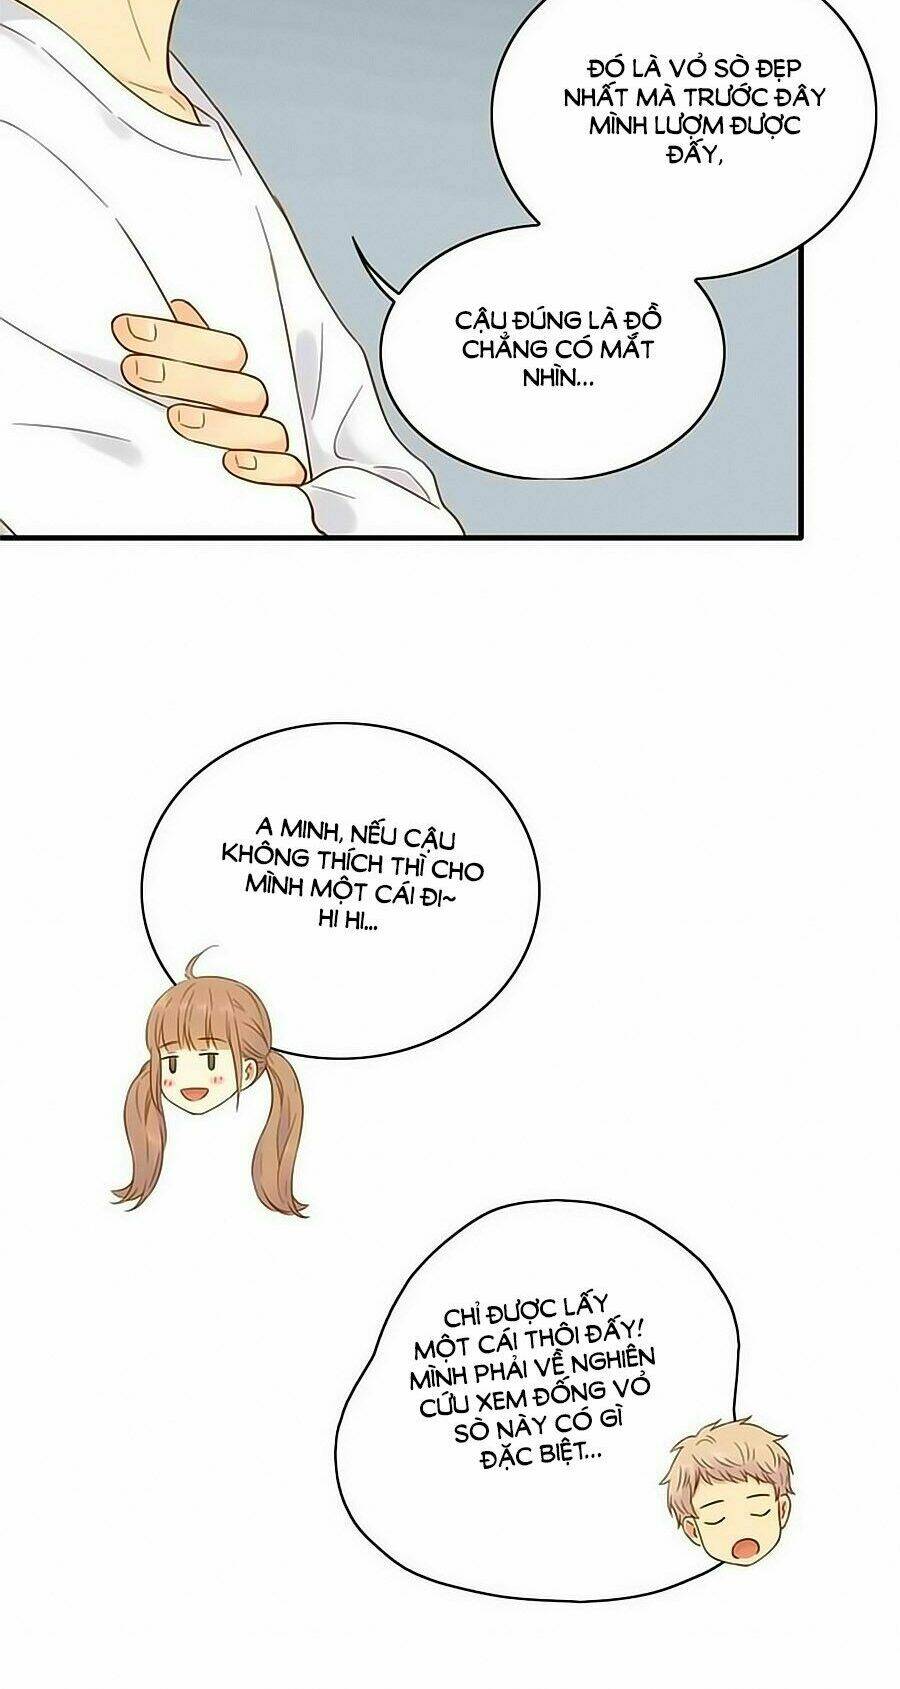 ĐÓ LÀ VỎ SÒ ĐẸP
NHẤT MÀ TRƯỚC ĐÂY
MÌNH LƯỢM ĐƯỢC
ĐẤY,
CẬU ĐÚNG LÀ ĐỒ
CHẲNG CÓ MẮT
NHÌN...
A MINH, NẾU CẬU
KHÔNG THÍCH THÌ CHO
MÌNH MỘT CÁI ĐI~
HI HI...
CHỈ ĐƯỢC LẤY
MỘT CÁI THÔI ĐẤY!
MÌNH PHẢI VỀ NGHIÊN
CỨU XEM ĐỐNG VỎ
SÒ NÀY CÓ GÌ
ĐẶC BIỆT...